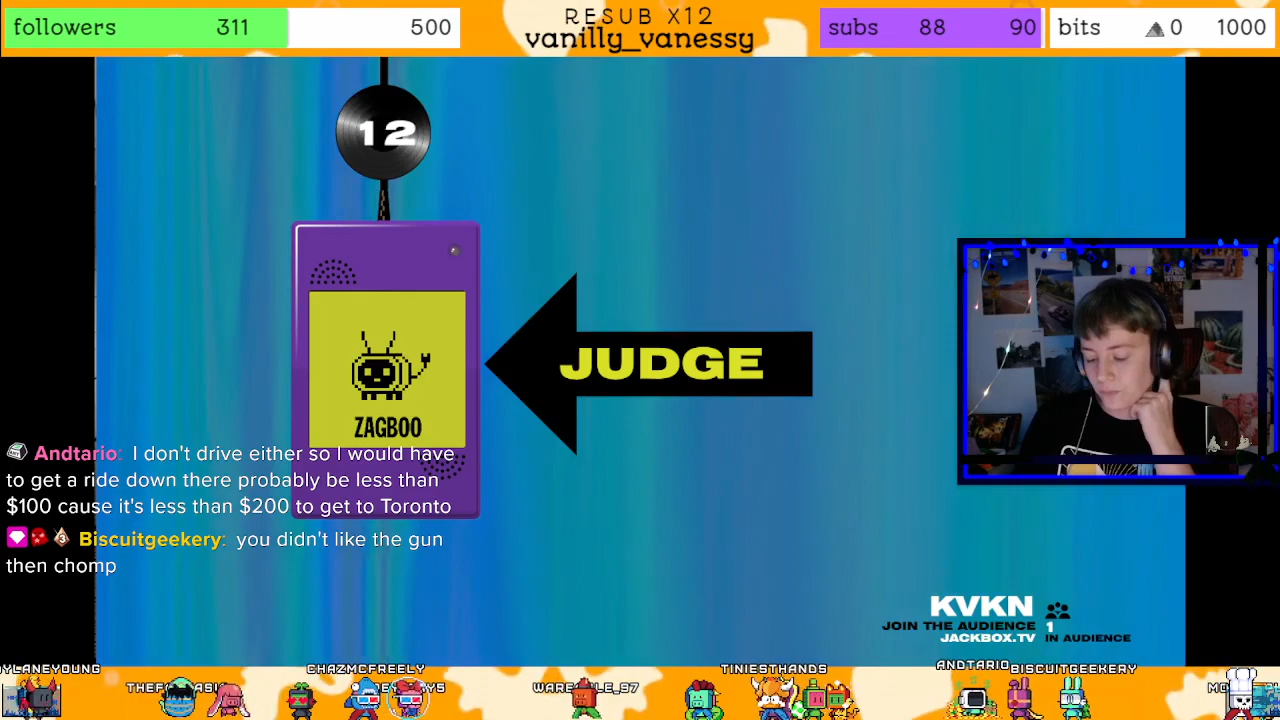 followers 311 500
RESUB X12
vanilly_vanessy
subs 88 90
bits 0 1000
12
JUDGE
ZAGBOO
Andtario: I don't drive either so I would have
to get a ride down there probably be less than
$100 cause it's less than $200 to get to Toronto
Biscuitgeekery: you didn't like the gun
then chomp
KVKN
JOIN THE AUDIENCE 1
JACKBOX.TV IN AUDIENCE
YLANEYOUNG
CHAZMCFREELY
TINIESTHANDS
ANDTARIO
BISCUITGEEKERY